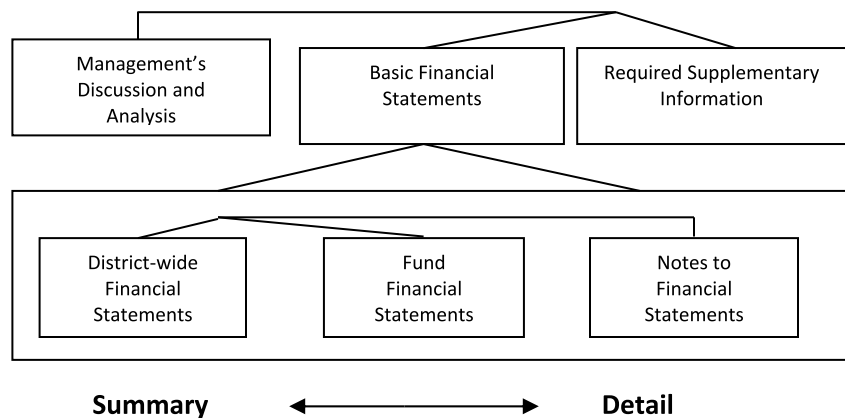 Management’s
Discussion and
Analysis
Basic Financial
Statements
Required Supplementary
Information
District-wide
Financial
Statements
Fund
Financial
Statements
Notes to
Financial
Statements
Summary
Detail